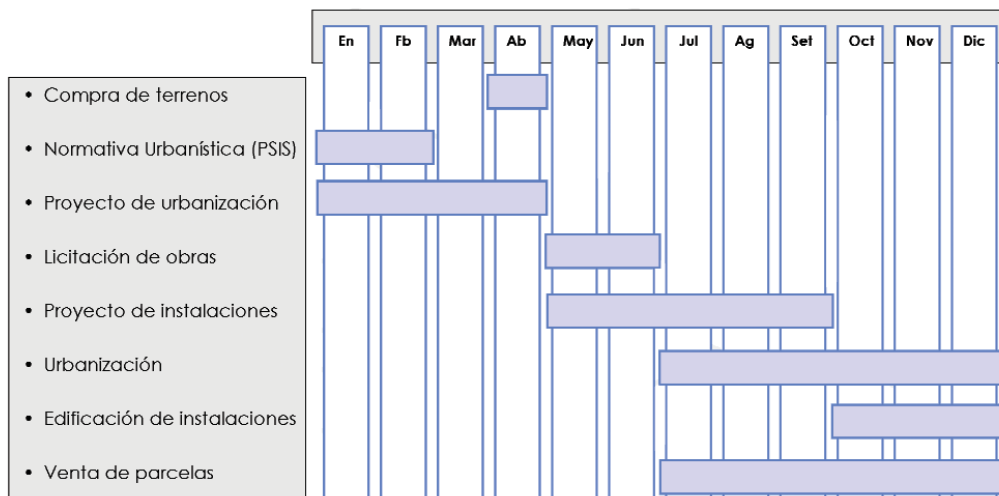 En Fb Mar Ab May Jun Jul Ag Set Oct Nov Dic
• Compra de terrenos
• Normativa Urbanística (PSIS)
• Proyecto de urbanización
• Licitación de obras
• Proyecto de instalaciones
• Urbanización
• Edificación de instalaciones
• Venta de parcelas